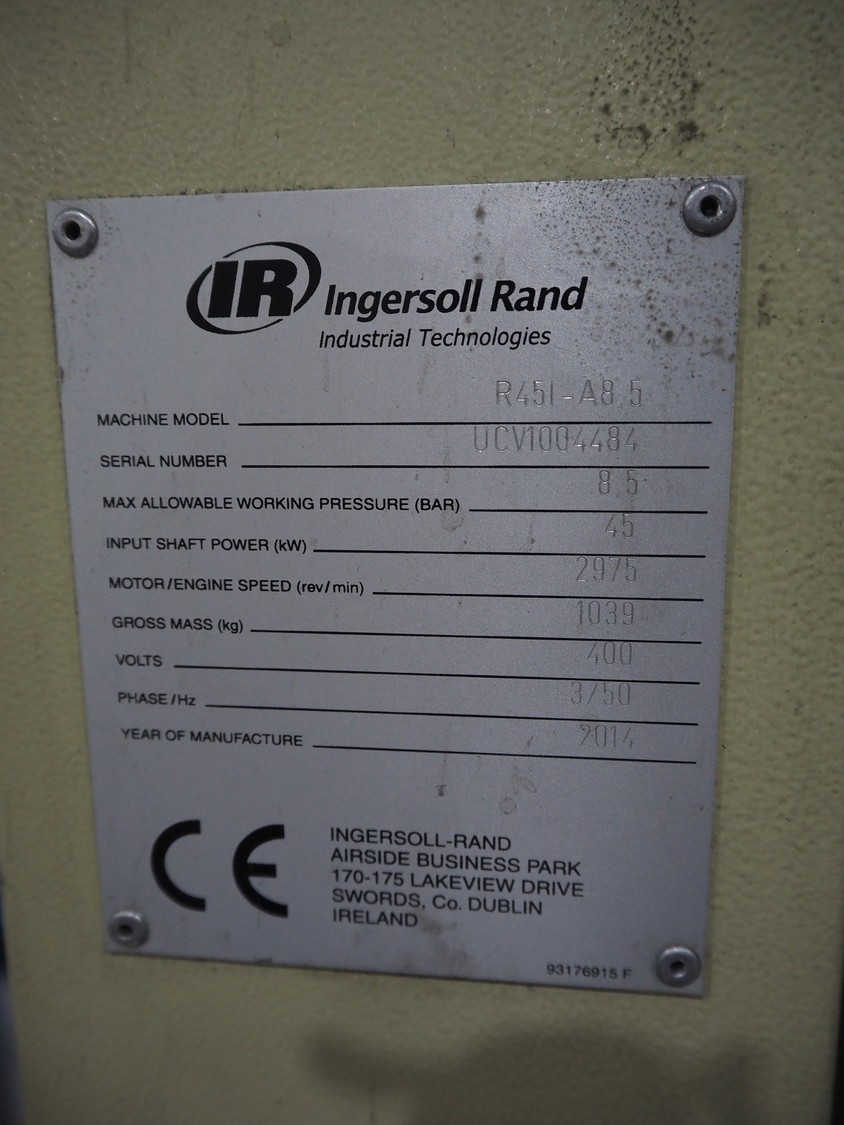 IR Ingersoll Rand
Industrial Technologies
MACHINE MODEL R45I-A8.5
SERIAL NUMBER UCV1004484
MAX ALLOWABLE WORKING PRESSURE (BAR) 8.5
INPUT SHAFT POWER (kW) 45
MOTOR/ENGINE SPEED (rev/min) 2975
GROSS MASS (kg) 1039
VOLTS 400
PHASE/Hz 3/50
YEAR OF MANUFACTURE 2014
CE
INGERSOLL-RAND
AIRSIDE BUSINESS PARK
170-175 LAKEVIEW DRIVE
SWORDS, Co. DUBLIN
IRELAND
93176915 F